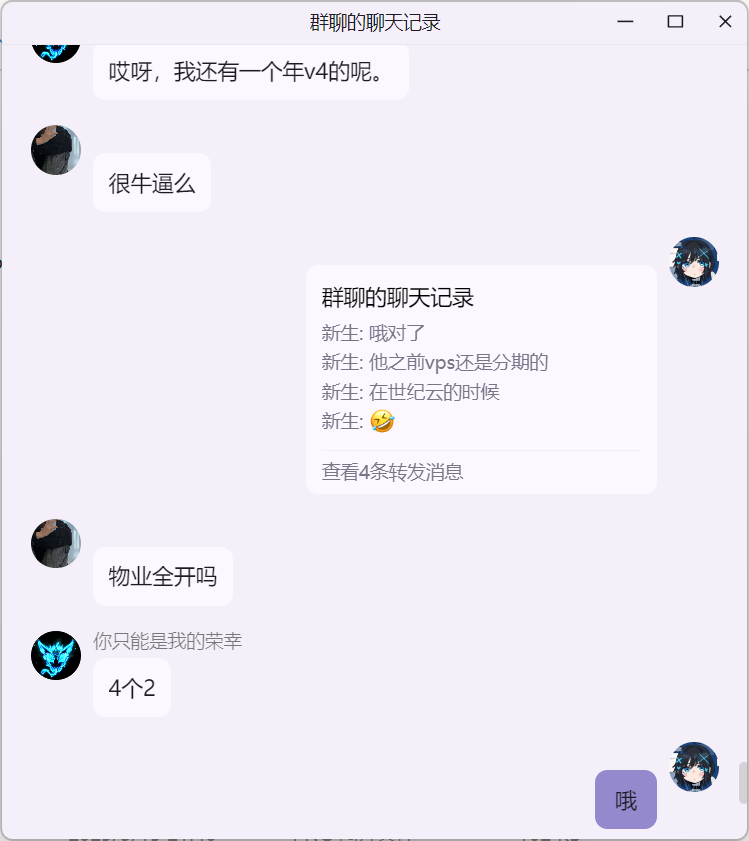 群聊的聊天记录
哎呀，我还有一个年v4的呢。
很牛逼么
群聊的聊天记录
新生: 哦对了
新生: 他之前vps还是分期的
新生: 在世纪云的时候
新生: 🤣
查看4条转发消息
物业全开吗
你只能是我的荣幸
4个2
哦